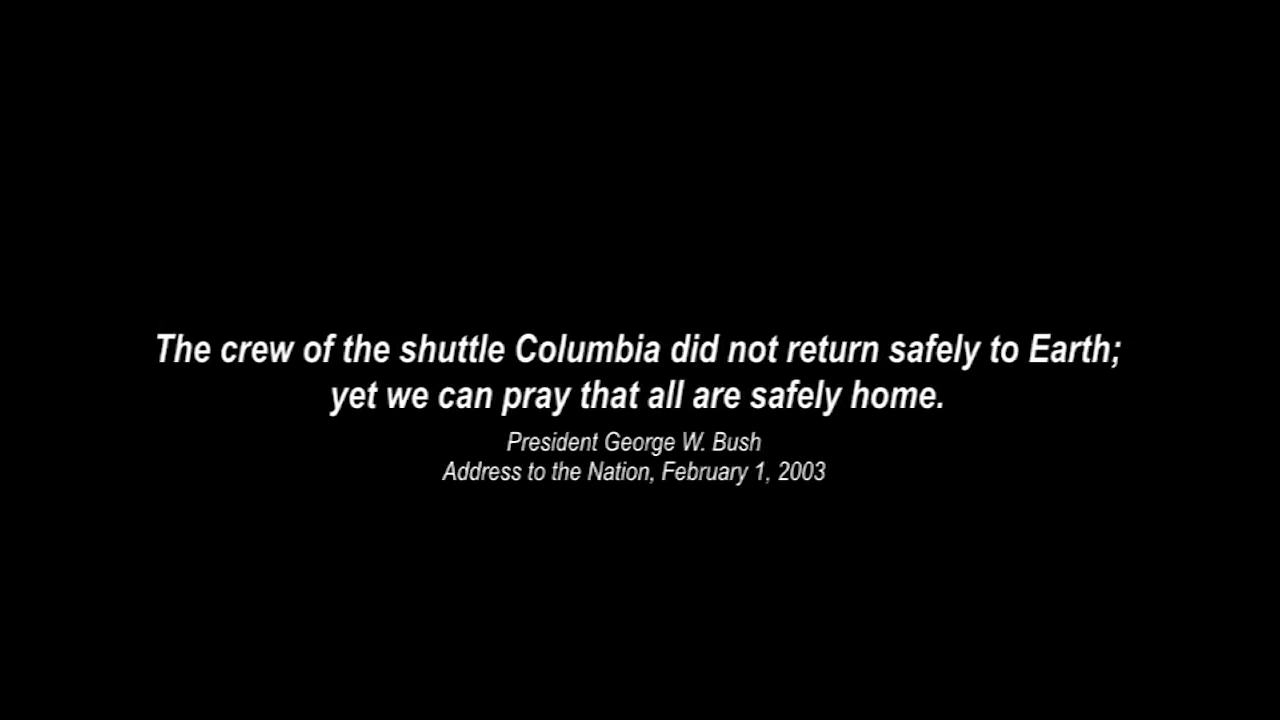 The crew of the shuttle Columbia did not return safely to Earth;
yet we can pray that all are safely home.
President George W. Bush
Address to the Nation, February 1, 2003